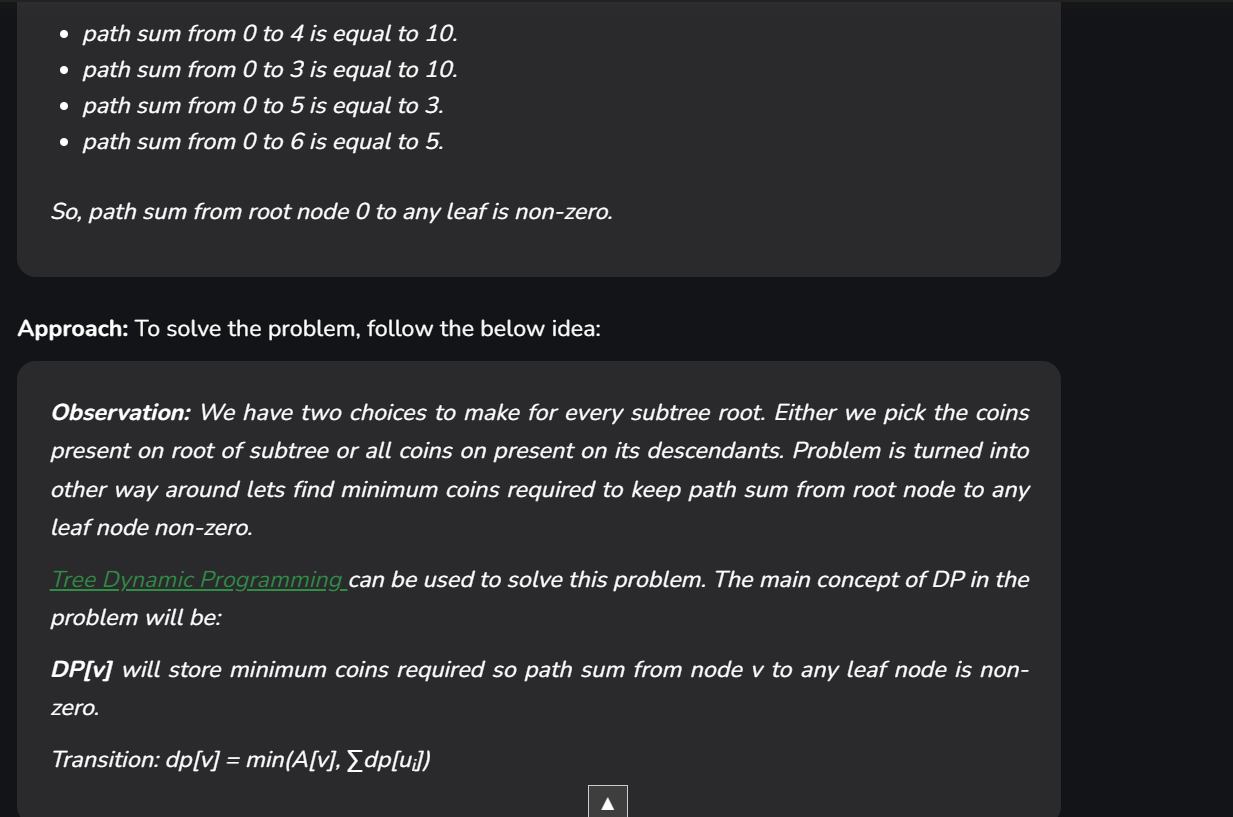 • path sum from 0 to 4 is equal to 10.
• path sum from 0 to 3 is equal to 10.
• path sum from 0 to 5 is equal to 3.
• path sum from 0 to 6 is equal to 5.
So, path sum from root node 0 to any leaf is non-zero.
Approach: To solve the problem, follow the below idea:
Observation: We have two choices to make for every subtree root. Either we pick the coins
present on root of subtree or all coins on present on its descendants. Problem is turned into
other way around lets find minimum coins required to keep path sum from root node to any
leaf node non-zero.
Tree Dynamic Programming can be used to solve this problem. The main concept of DP in the
problem will be:
DP[v] will store minimum coins required so path sum from node v to any leaf node is non-
zero.
Transition: dp[v] = min(A[v], ∑dp[uᵢ])